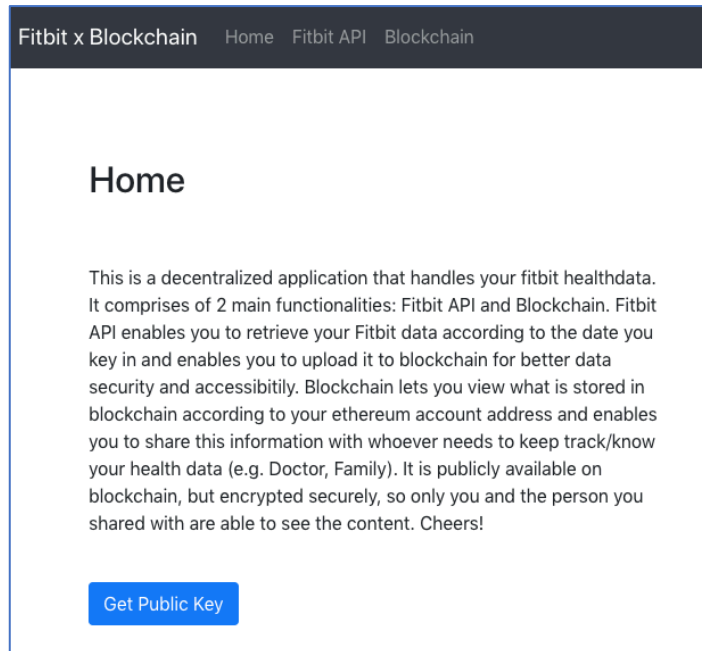 Fitbit x Blockchain Home Fitbit API Blockchain
Home
This is a decentralized application that handles your fitbit healthdata.
It comprises of 2 main functionalities: Fitbit API and Blockchain. Fitbit
API enables you to retrieve your Fitbit data according to the date you
key in and enables you to upload it to blockchain for better data
security and accessibitily. Blockchain lets you view what is stored in
blockchain according to your ethereum account address and enables
you to share this information with whoever needs to keep track/know
your health data (e.g. Doctor, Family). It is publicly available on
blockchain, but encrypted securely, so only you and the person you
shared with are able to see the content. Cheers!
Get Public Key